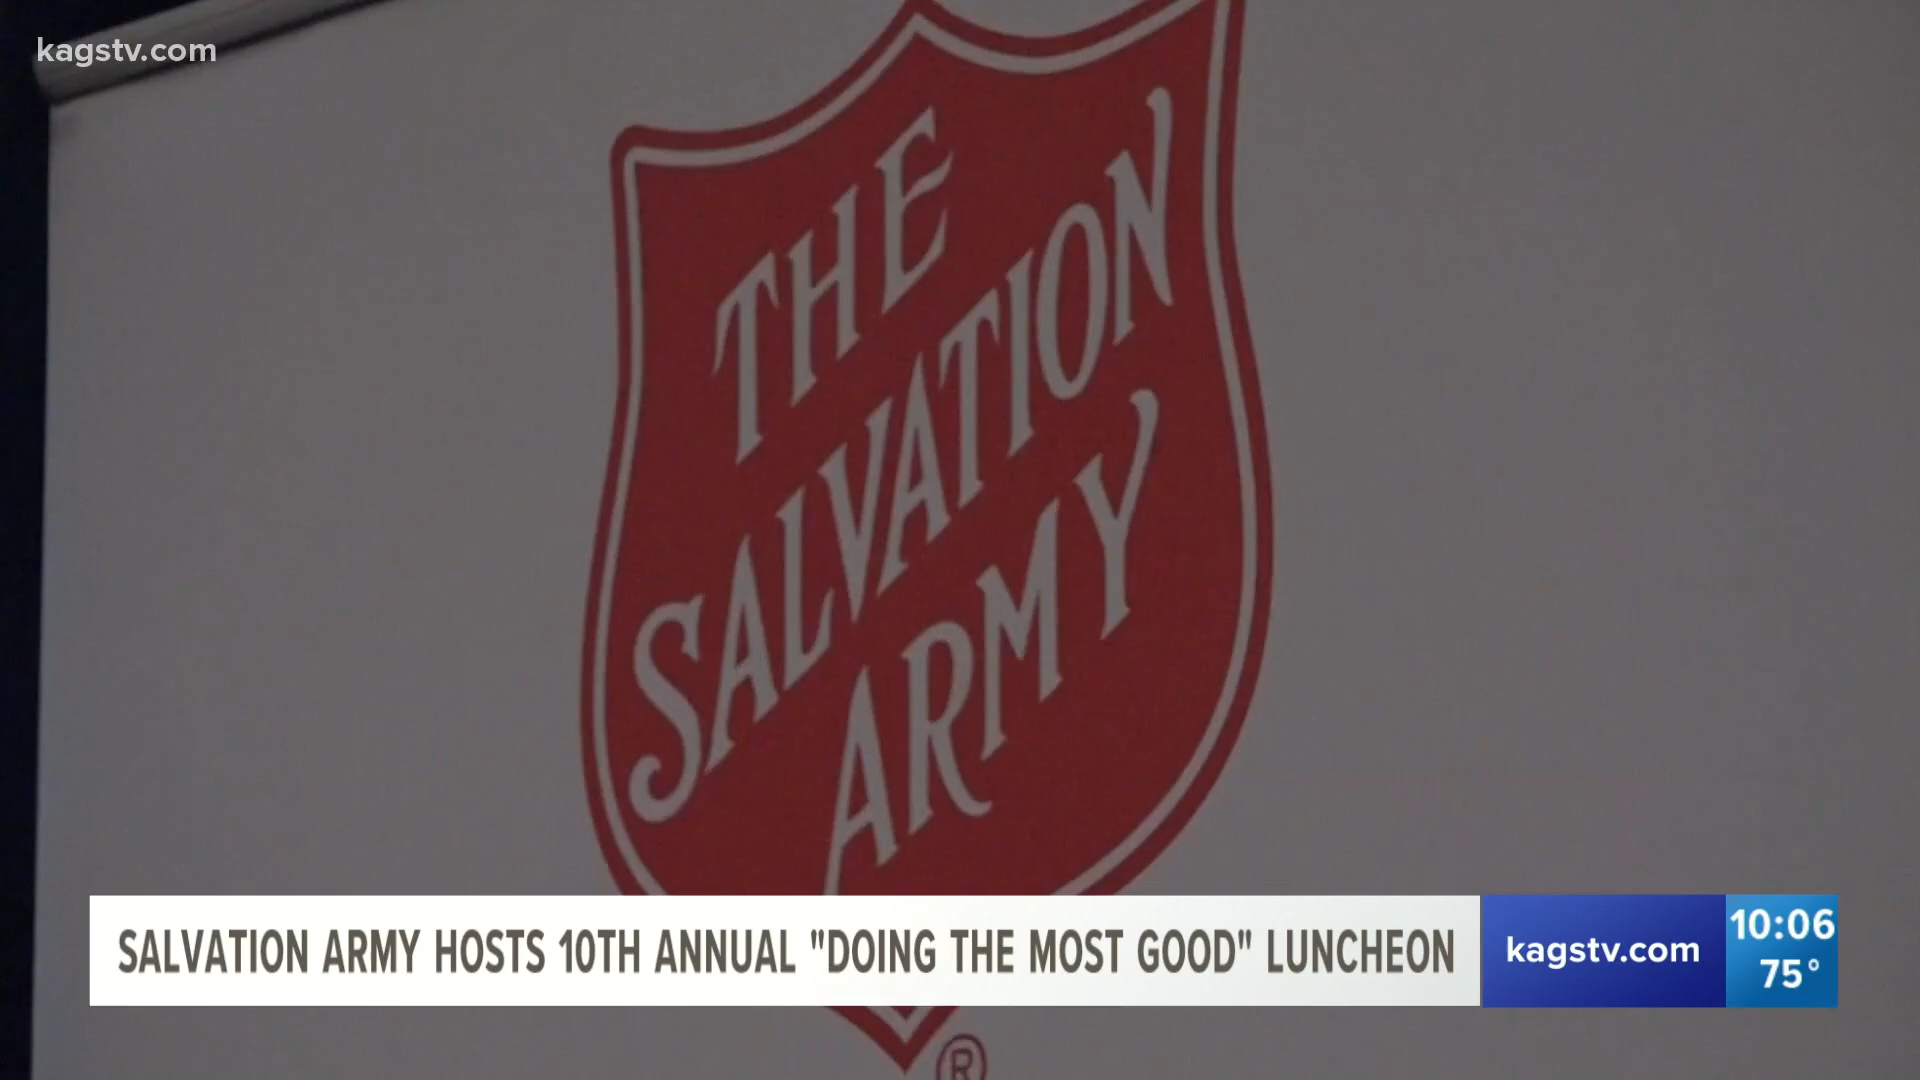 kagstv.com
THE
SALVATION
ARMY
SALVATION ARMY HOSTS 10TH ANNUAL "DOING THE MOST GOOD" LUNCHEON
kagstv.com
10:06
75°
®